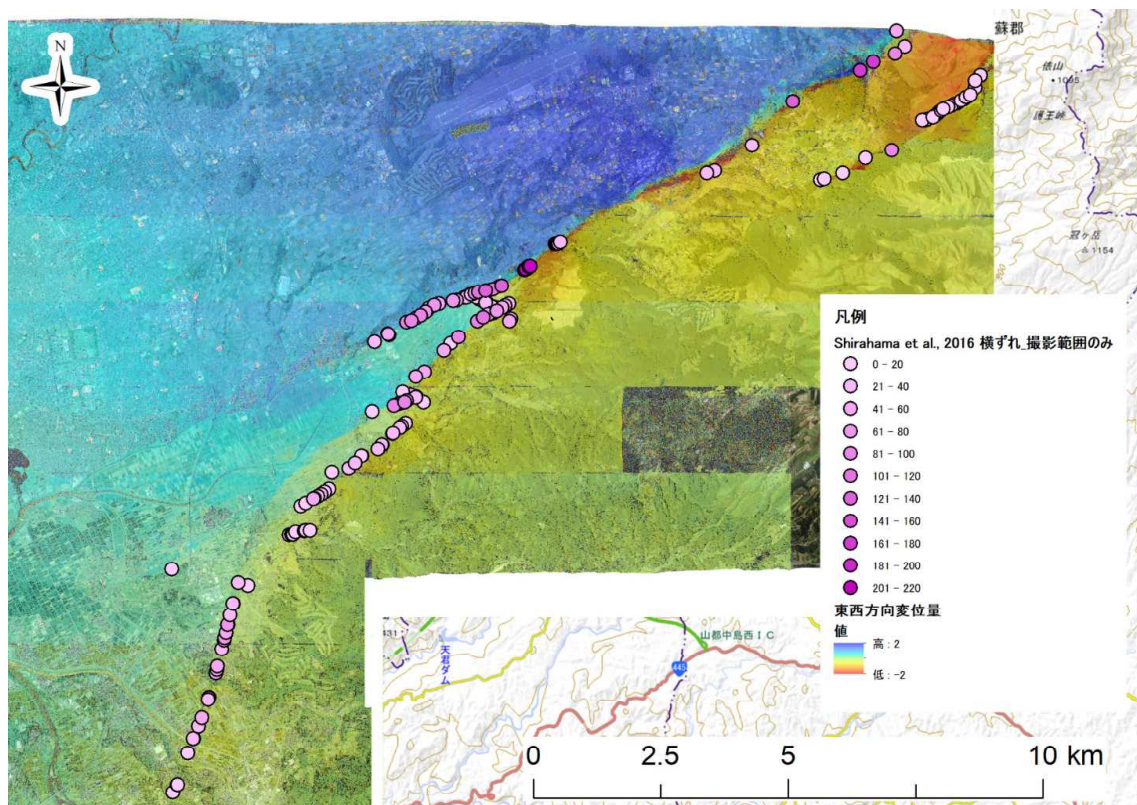 N
蘇郡
俵山
・1095
護王峠
冠ヶ岳
1154
凡例
Shirahama et al., 2016 横ずれ_撮影範囲のみ
0 - 20
21 - 40
41 - 60
61 - 80
81 - 100
101 - 120
121 - 140
141 - 160
161 - 180
181 - 200
201 - 220
東西方向変位量
値
高 : 2
低 : -2
431
天君ダム
山都中島西IC
445
0 2.5 5 10 km